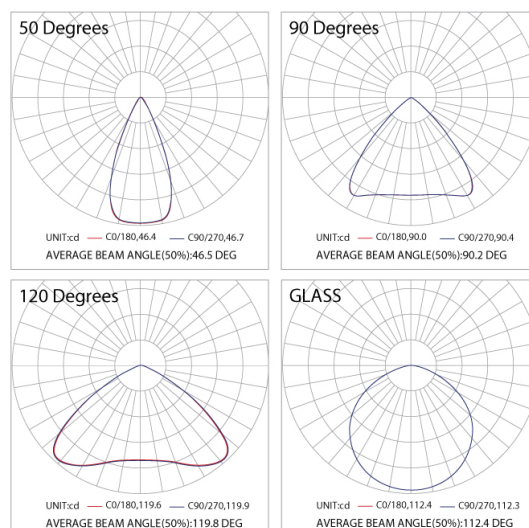 50 Degrees
UNIT:cd C0/180,46.4 C90/270,46.7
AVERAGE BEAM ANGLE(50%):46.5 DEG
90 Degrees
UNIT:cd C0/180,90.0 C90/270,90.4
AVERAGE BEAM ANGLE(50%):90.2 DEG
120 Degrees
UNIT:cd C0/180,119.6 C90/270,119.9
AVERAGE BEAM ANGLE(50%):119.8 DEG
GLASS
UNIT:cd C0/180,112.4 C90/270,112.3
AVERAGE BEAM ANGLE(50%):112.4 DEG